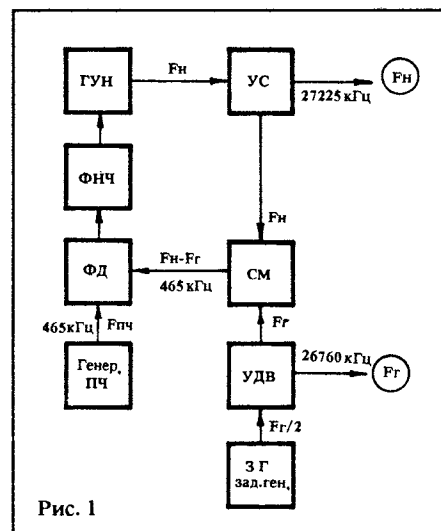 ГУН
Fн
УС
27225 кГц
Fн
ФНЧ
Fн
ФД
Fн-Fг
465 кГц
СМ
465кГц
Fпч
Fг
Генер.
ПЧ
УДВ
26760 кГц
Fг
Fг/2
ЗГ
зад.ген.
Рис. 1